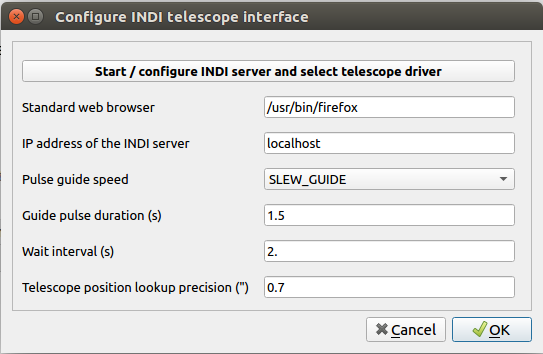 Configure INDI telescope interface
Start / configure INDI server and select telescope driver
Standard web browser /usr/bin/firefox
IP address of the INDI server localhost
Pulse guide speed SLEW_GUIDE
Guide pulse duration (s) 1.5
Wait interval (s) 2.
Telescope position lookup precision (") 0.7
Cancel OK